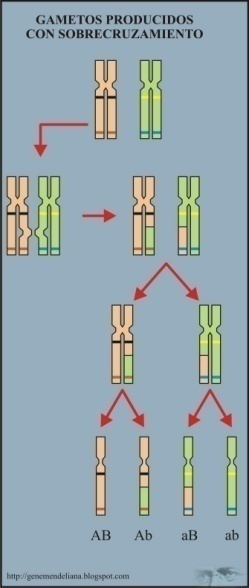 GAMETOS PRODUCIDOS
CON SOBRECRUZAMIENTO
AB Ab aB ab
http://genemendeliana.blogspot.com